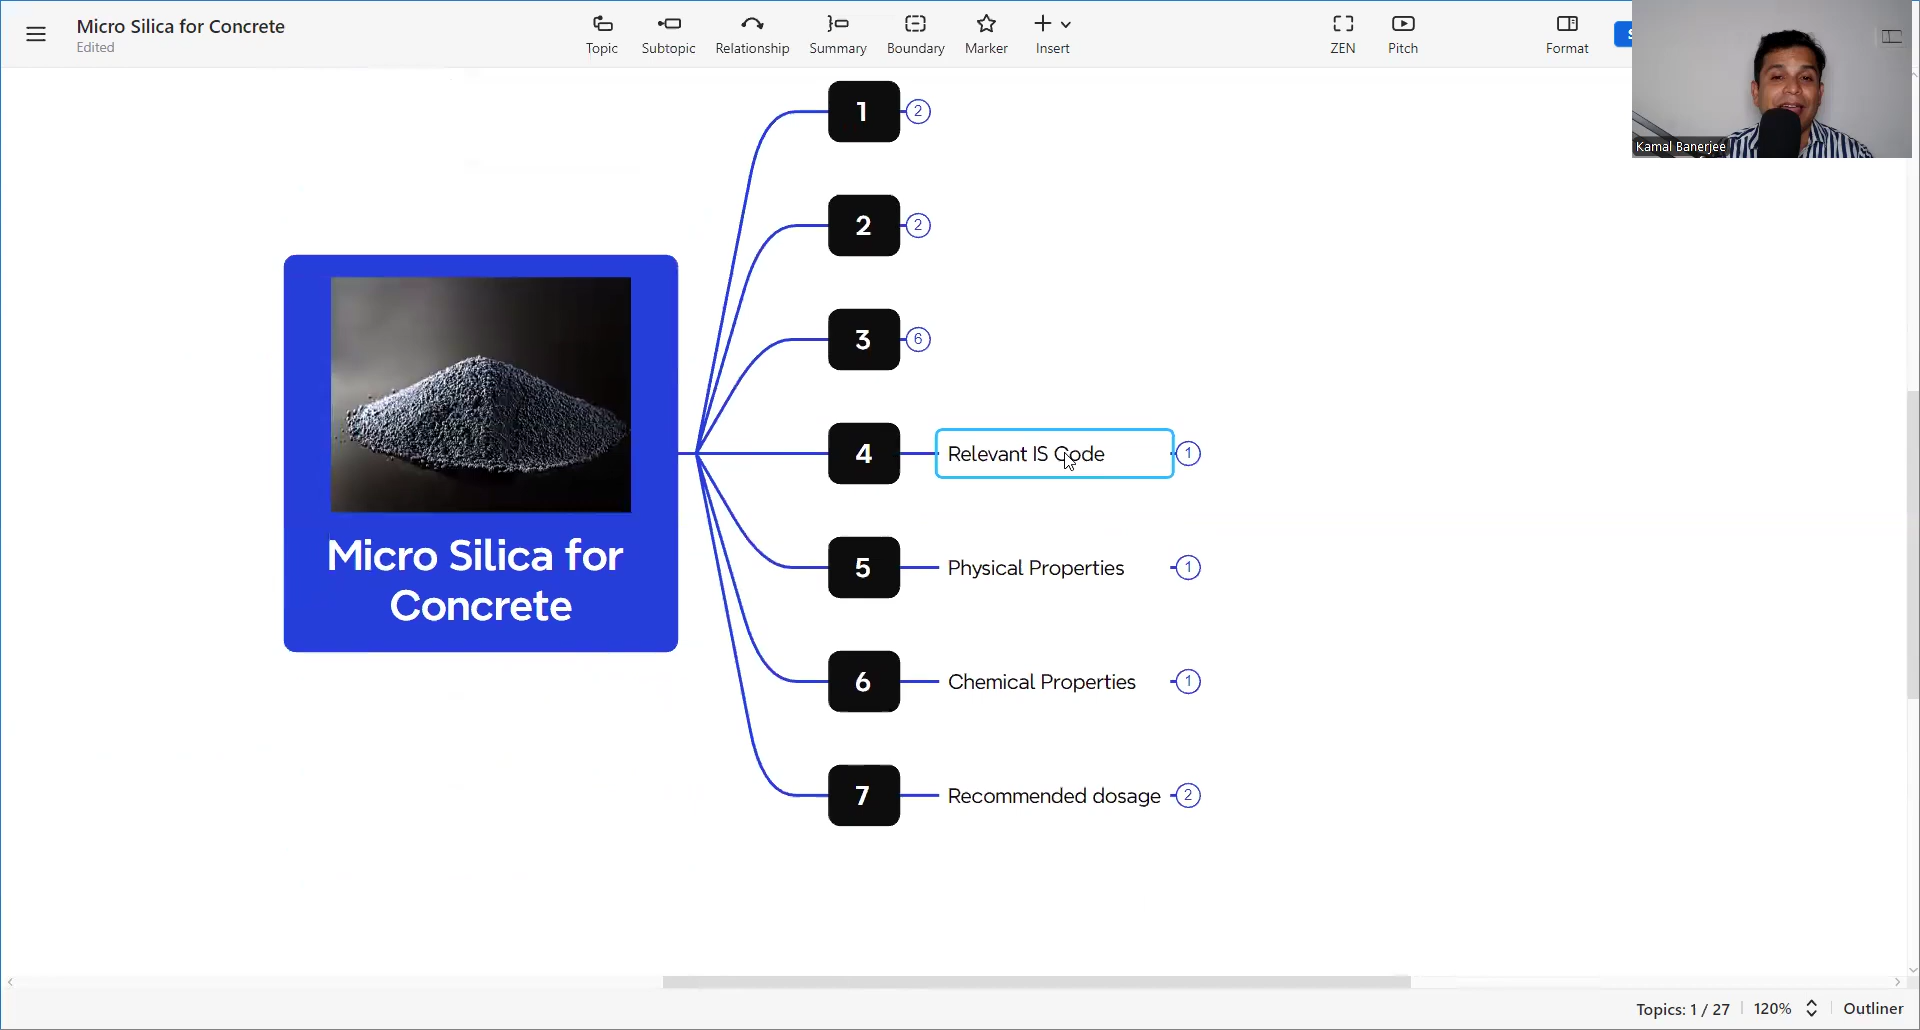 Micro Silica for Concrete
Edited
Topic
Subtopic
Relationship
Summary
Boundary
Marker
Insert
ZEN
Pitch
Format
Kamal Banerjee
1
2
2
2
3
6
4
Relevant IS Code
1
5
Physical Properties
1
6
Chemical Properties
1
7
Recommended dosage
2
Micro Silica for
Concrete
Topics: 1 / 27
120%
Outliner